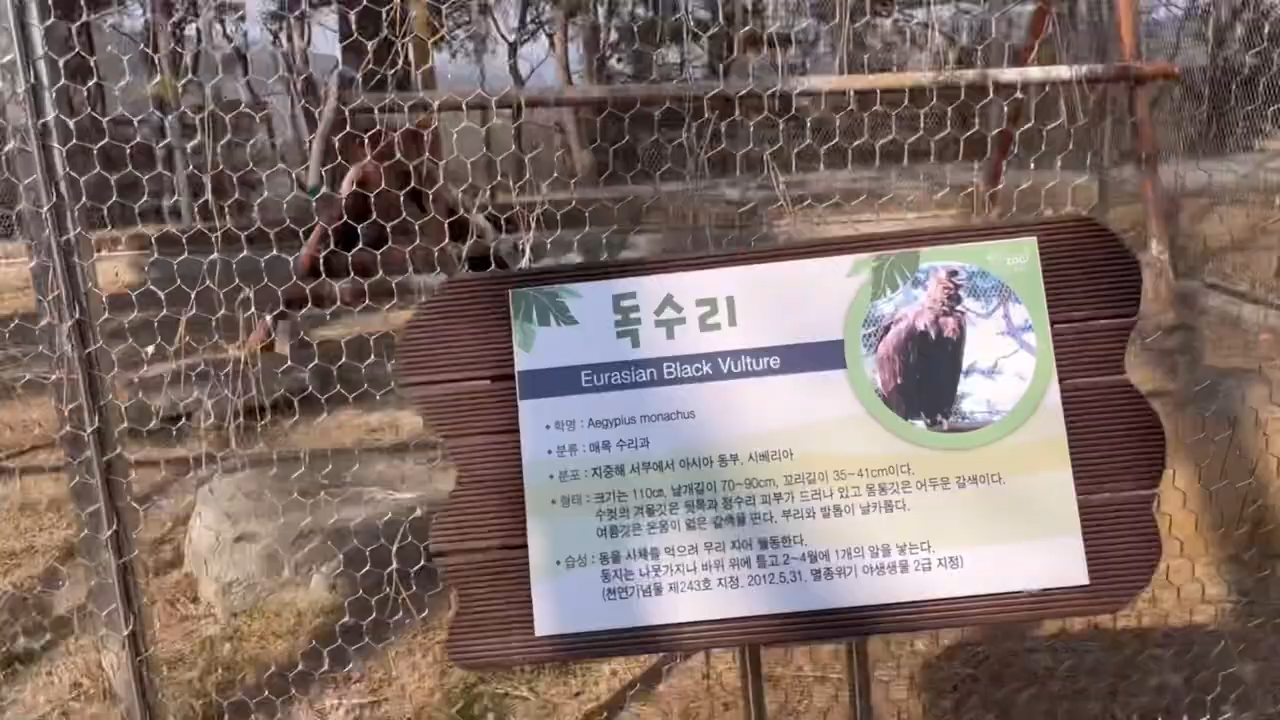 독수리
ZOO
Eurasian Black Vulture
• 학명 : Aegypius monachus
• 분류 : 매목 수리과
• 분포 : 지중해 서부에서 아시아 동부, 시베리아
• 형태 : 크기는 110㎝, 날개길이 70~90cm, 꼬리길이 35~41cm이다.
수컷의 겨울깃은 뒷목과 정수리 피부가 드러나 있고 몸통깃은 어두운 갈색이다.
여름깃은 온몸이 엷은 갈색을 띤다. 부리와 발톱이 날카롭다.
• 습성 : 동물 사체를 먹으려 무리 지어 활동한다.
둥지는 나뭇가지나 바위 위에 틀고 2~4월에 1개의 알을 낳는다.
(천연기념물 제243호 지정, 2012.5.31. 멸종위기 야생생물 2급 지정)